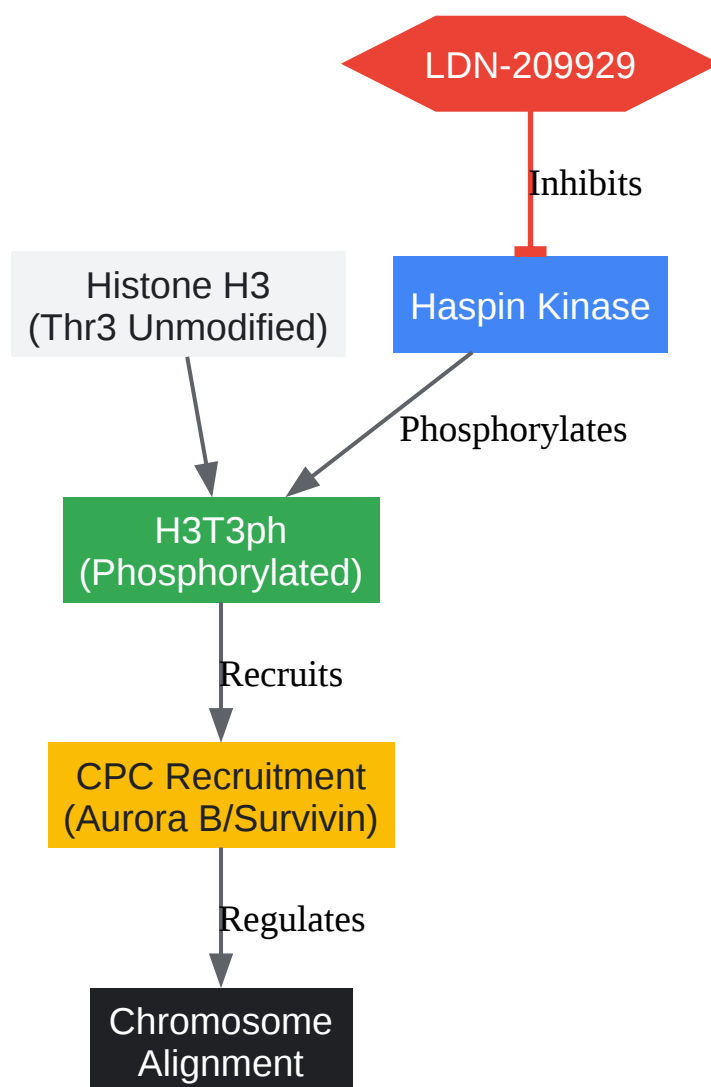 LDN-209929
Inhibits
Histone H3
(Thr3 Unmodified)
Haspin Kinase
Phosphorylates
H3T3ph
(Phosphorylated)
Recruits
CPC Recruitment
(Aurora B/Survivin)
Regulates
Chromosome
Alignment